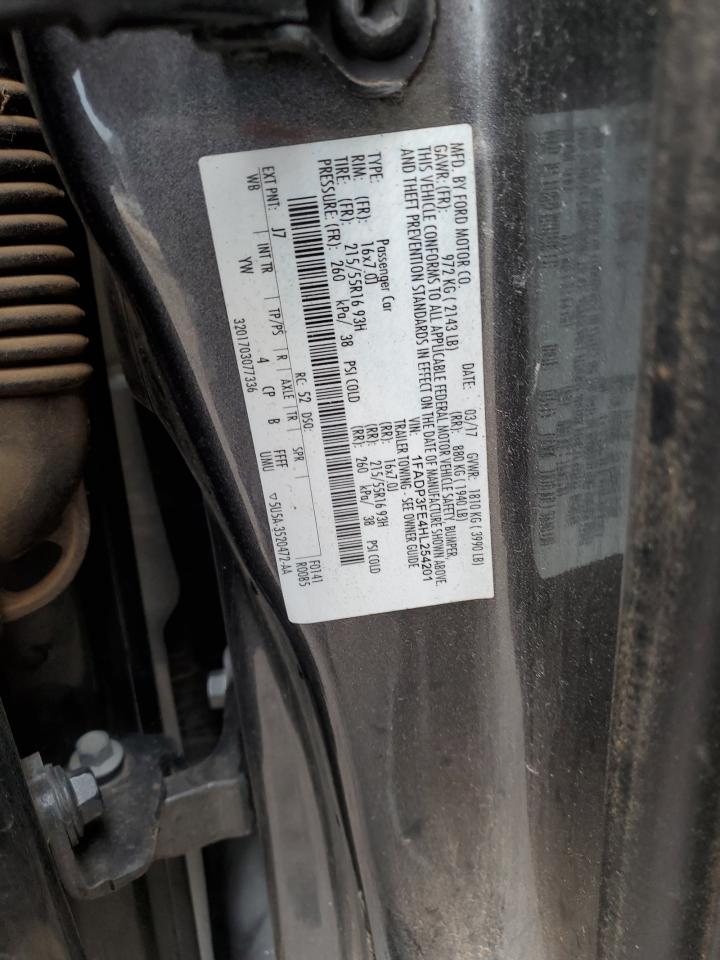 MFD. BY FORD MOTOR CO.
DATE: 03/17 GVWR: 1810 KG ( 3990 LB)
GAWR: (FR): 972 KG ( 2143 LB) (RR): 880 KG ( 1940 LB)
THIS VEHICLE CONFORMS TO ALL APPLICABLE FEDERAL MOTOR VEHICLE SAFETY, BUMPER,
AND THEFT PREVENTION STANDARDS IN EFFECT ON THE DATE OF MANUFACTURE SHOWN ABOVE.
VIN: 1FADP3FE4HL254201
TYPE: Passenger Car TRAILER TOWING - SEE OWNER GUIDE
RIM: (FR): 16x7.0J (RR): 16x7.0J
TIRE: (FR): 215/55R16 93H (RR): 215/55R16 93H
PRESSURE: (FR): 260 kPa/ 38 PSI COLD (RR): 260 kPa/ 38 PSI COLD
F0141
RC: 52 DSO: R0085
EXT PNT: J7 INT TR TP/PS R AXLE TR SPR
WB YW 4 CP B FFFF UMU ▽5U5A-3520472-AA
3201703077336